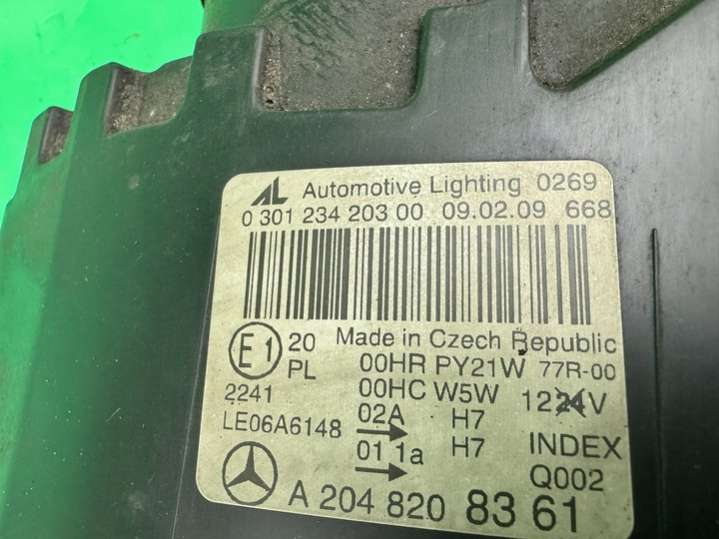 AL Automotive Lighting 0269
0 301 234 203 00 09.02.09 668
Made in Czech Republic
E1 20 00HR PY21W 77R-00
PL 00HC W5W 1224V
2241 02A H7
LE06A6148 01 1a H7 INDEX
Q002
A 204 820 83 61